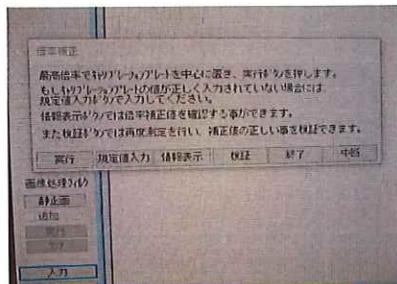 倍率補正
最高倍率でｷｬﾘﾌﾞﾚｰｼｮﾝﾌﾟﾚｰﾄを中心に置き、実行ﾎﾞﾀﾝを押します。
もしｷｬﾘﾌﾞﾚｰｼｮﾝﾌﾟﾚｰﾄの値が正しく入力されていない場合には
規定値入力ﾎﾞﾀﾝで入力してください。
情報表示ﾎﾞﾀﾝでは倍率補正値を確認する事ができます。
また検証ﾎﾞﾀﾝでは再度測定を行い、補正値の正しい事を検証できます。
実行 規定値入力 情報表示 検証 終了 中断
画像処理ﾌｨﾙﾀ
静止画
追加
実行
入力